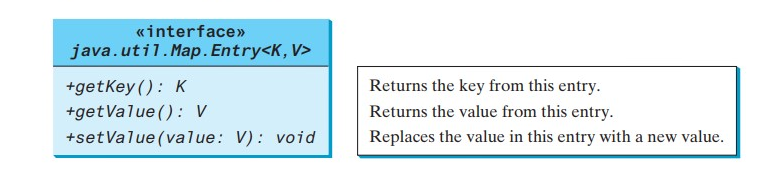 «interface»
java.util.Map.Entry<K,V>
+getKey(): K
+getValue(): V
+setValue(value: V): void
Returns the key from this entry.
Returns the value from this entry.
Replaces the value in this entry with a new value.